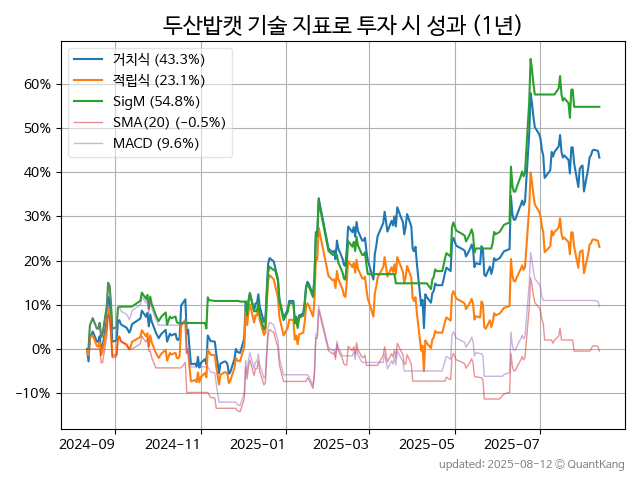 두산밥캣 기술 지표로 투자 시 성과 (1년)
거치식 (43.3%)
적립식 (23.1%)
SigM (54.8%)
SMA(20) (−0.5%)
MACD (9.6%)
60%
50%
40%
30%
20%
10%
0%
−10%
2024-09
2024-11
2025-01
2025-03
2025-05
2025-07
updated: 2025-08-12 © QuantKang